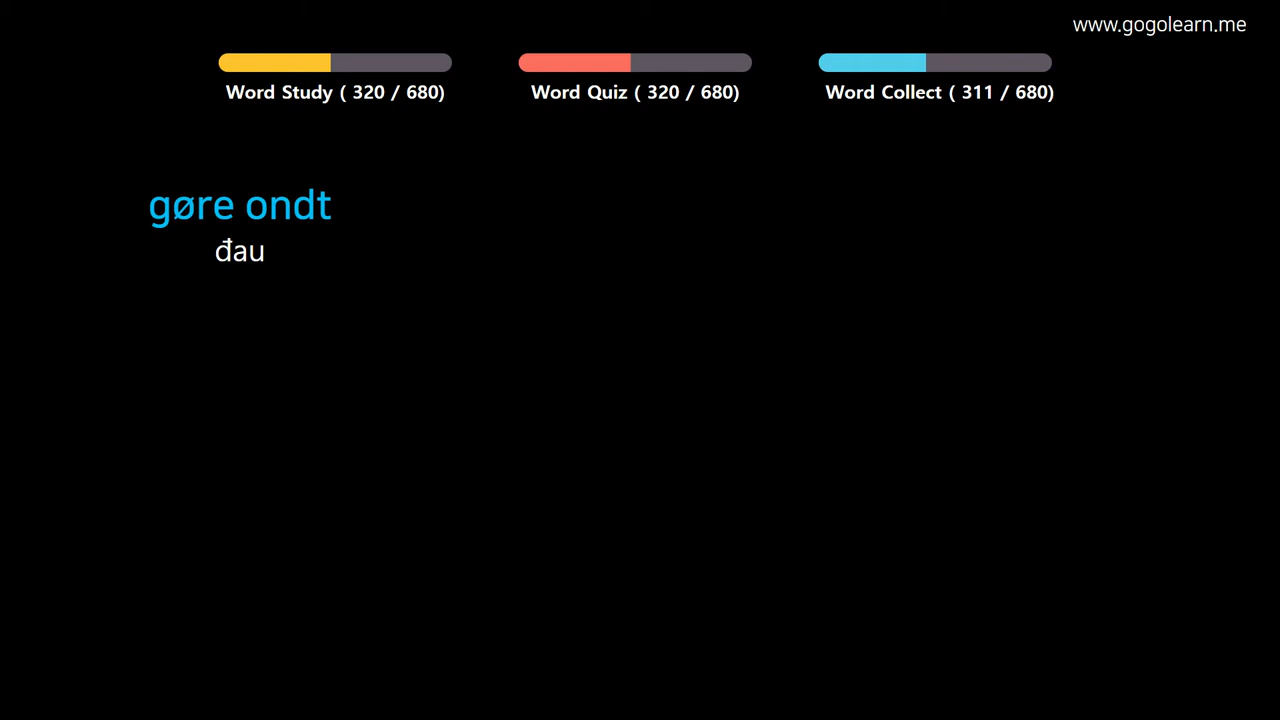 www.gogolearn.me
Word Study ( 320 / 680)
Word Quiz ( 320 / 680)
Word Collect ( 311 / 680)
gøre ondt
đau